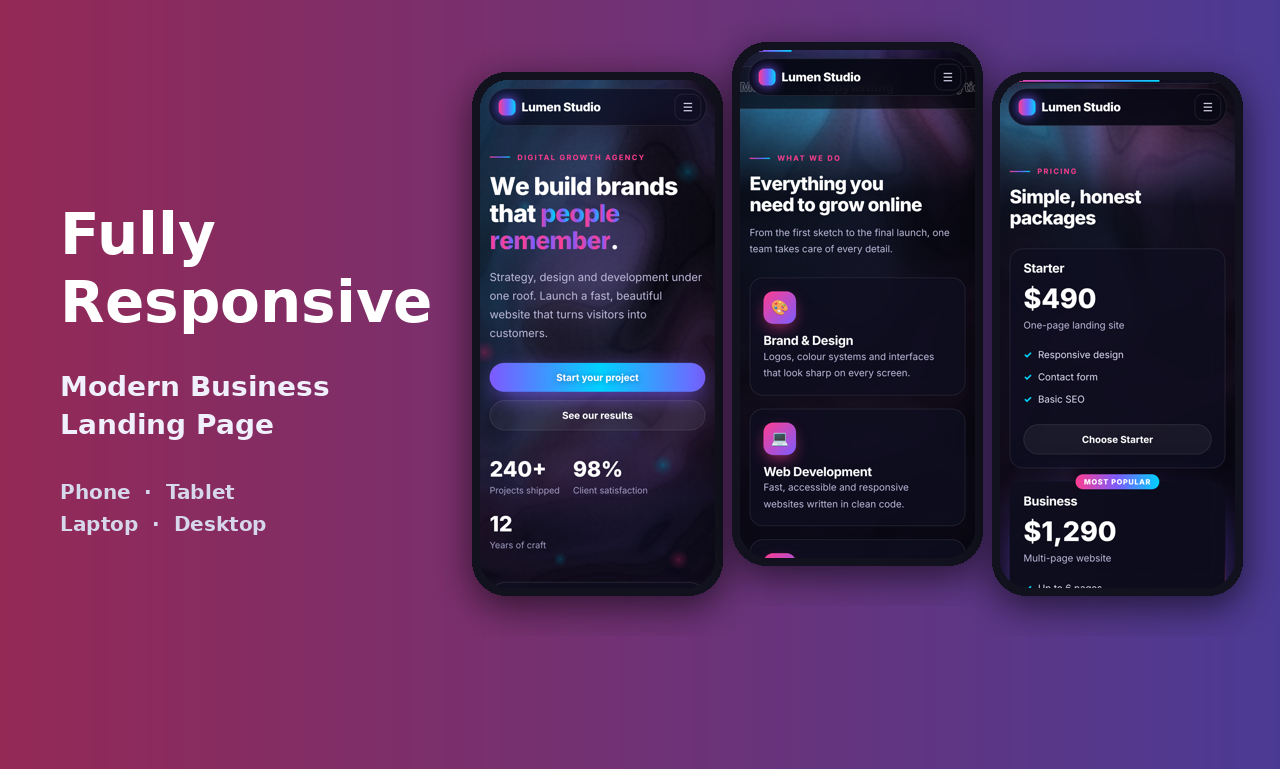 Fully
Responsive
Modern Business
Landing Page
Phone · Tablet
Laptop · Desktop
Lumen Studio
DIGITAL GROWTH AGENCY
We build brands
that people
remember.
Strategy, design and development under
one roof. Launch a fast, beautiful
website that turns visitors into
customers.
Start your project
See our results
240+
Projects shipped
98%
Client satisfaction
12
Years of craft
Lumen Studio
WHAT WE DO
Everything you
need to grow online
From the first sketch to the final launch, one
team takes care of every detail.
Brand & Design
Logos, colour systems and interfaces
that look sharp on every screen.
Web Development
Fast, accessible and responsive
websites written in clean code.
Lumen Studio
PRICING
Simple, honest
packages
Starter
$490
One-page landing site
✓ Responsive design
✓ Contact form
✓ Basic SEO
Choose Starter
MOST POPULAR
Business
$1,290
Multi-page website
✓ Up to 6 pages